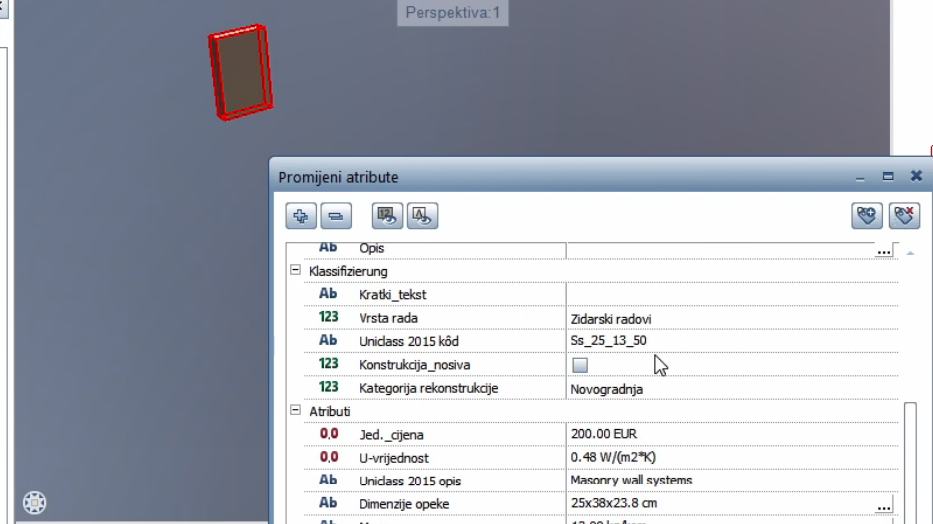 Perspektiva:1
Promijeni atribute
Ab Opis ...
Klassifizierung
Ab Kratki_tekst
123 Vrsta rada Zidarski radovi
Ab Uniclass 2015 kôd Ss_25_13_50
123 Konstrukcija_nosiva
123 Kategorija rekonstrukcije Novogradnja
Atributi
0,0 Jed._cijena 200.00 EUR
0,0 U-vrijednost 0.48 W/(m2*K)
Ab Uniclass 2015 opis Masonry wall systems
Ab Dimenzije opeke 25x38x23.8 cm ...